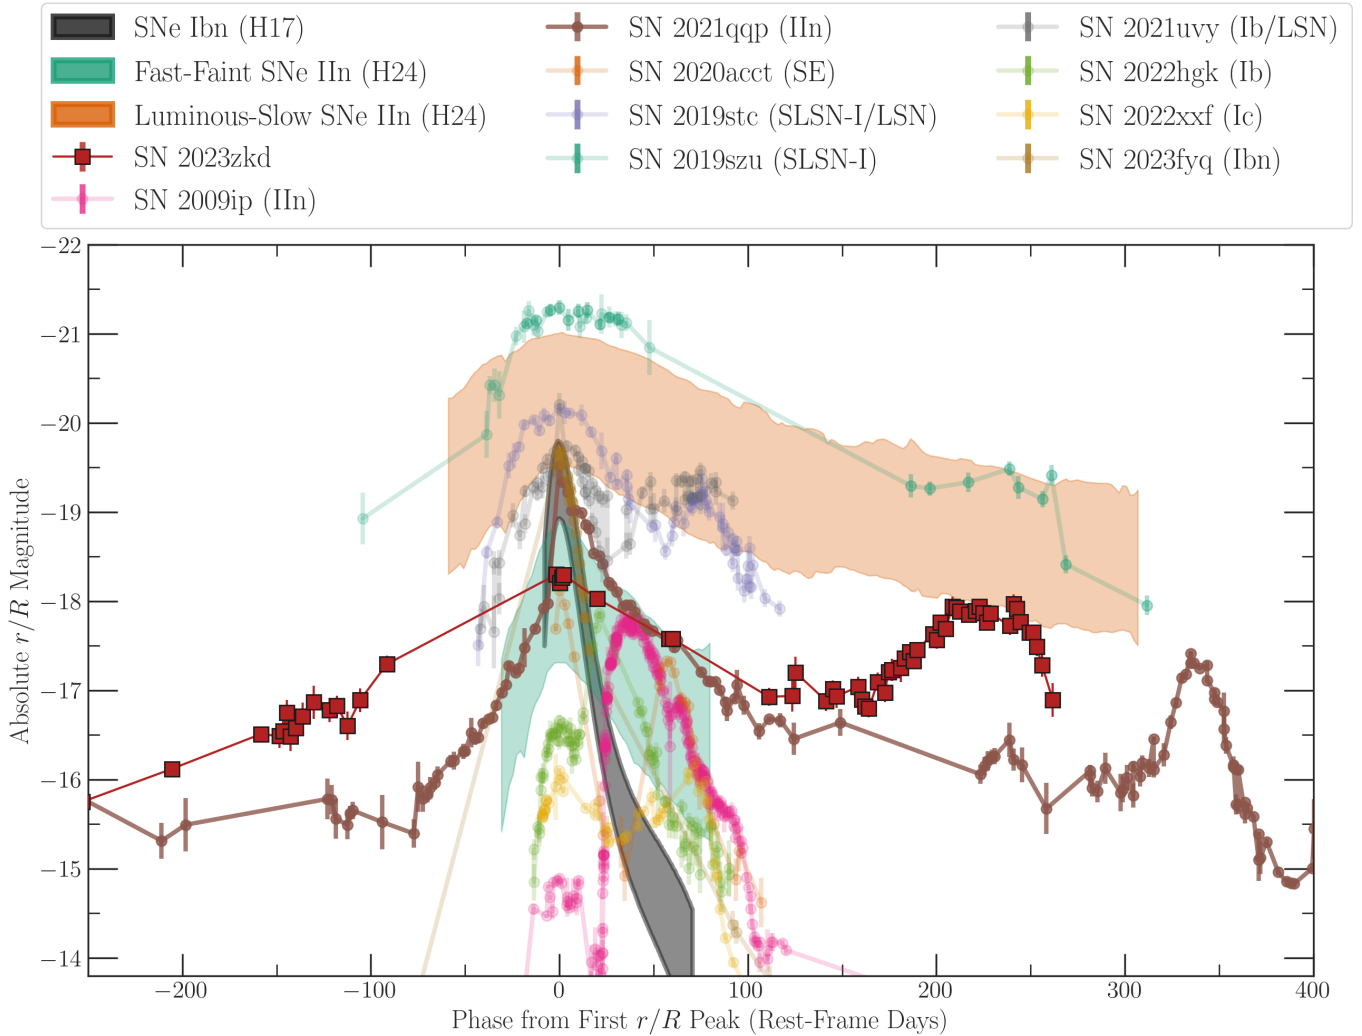 SNe Ibn (H17)
Fast-Faint SNe IIn (H24)
Luminous-Slow SNe IIn (H24)
SN 2023zkd
SN 2009ip (IIn)
SN 2021qqp (IIn)
SN 2020acct (SE)
SN 2019stc (SLSN-I/LSN)
SN 2019szu (SLSN-I)
SN 2021uvy (Ib/LSN)
SN 2022hgk (Ib)
SN 2022xxf (Ic)
SN 2023fyq (Ibn)
Absolute r/R Magnitude
−22
−21
−20
−19
−18
−17
−16
−15
−14
−200 −100 0 100 200 300 400
Phase from First r/R Peak (Rest-Frame Days)